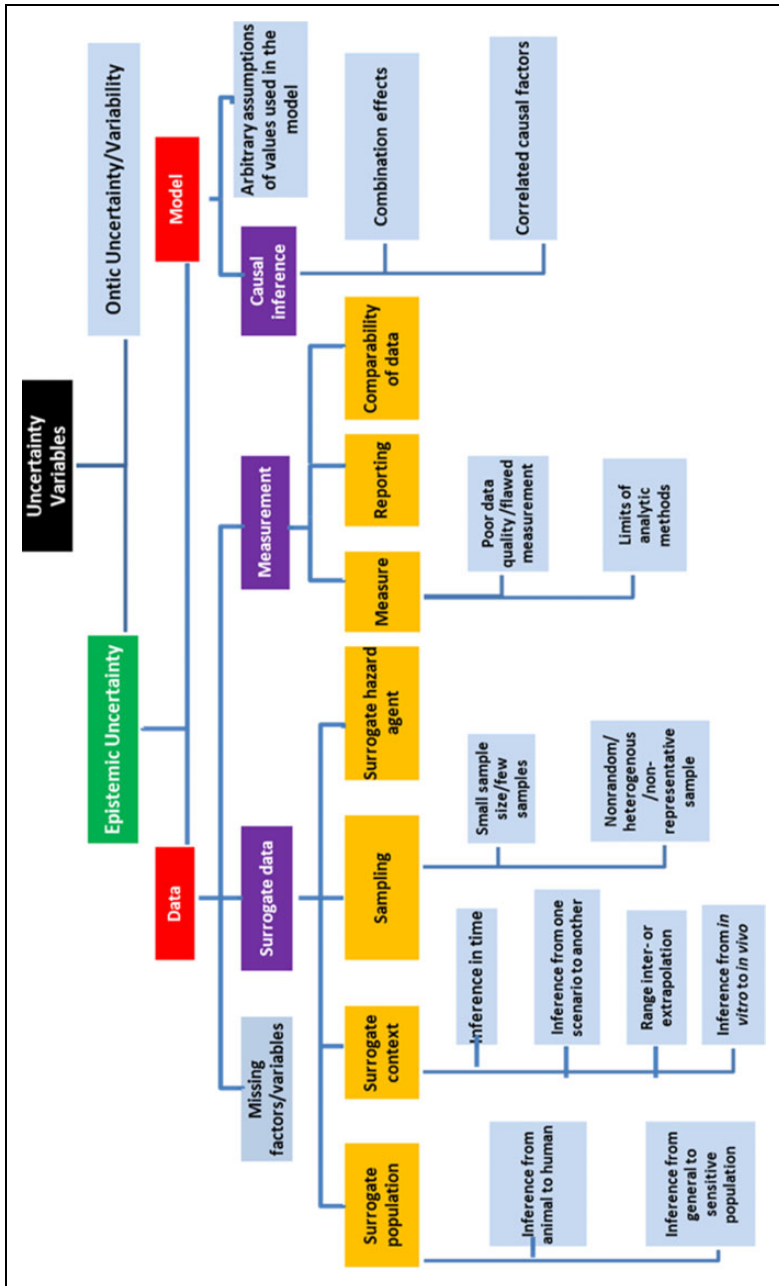 Uncertainty
Variables
Epistemic Uncertainty
Ontic Uncertainty/Variability
Data
Model
Missing
factors/variables
Surrogate data
Measurement
Causal
inference
Arbitrary assumptions
of values used in the
model
Surrogate
population
Surrogate
context
Sampling
Surrogate hazard
agent
Measure
Reporting
Comparability
of data
Combination effects
Correlated causal factors
Inference from
animal to human
Inference from
general to
sensitive
population
Inference in time
Inference from one
scenario to another
Range inter- or
extrapolation
Inference from in
vitro to in vivo
Small sample
size/few
samples
Nonrandom/
heterogenous
/non-
representative
sample
Poor data
quality/flawed
measurement
Limits of
analytic
methods